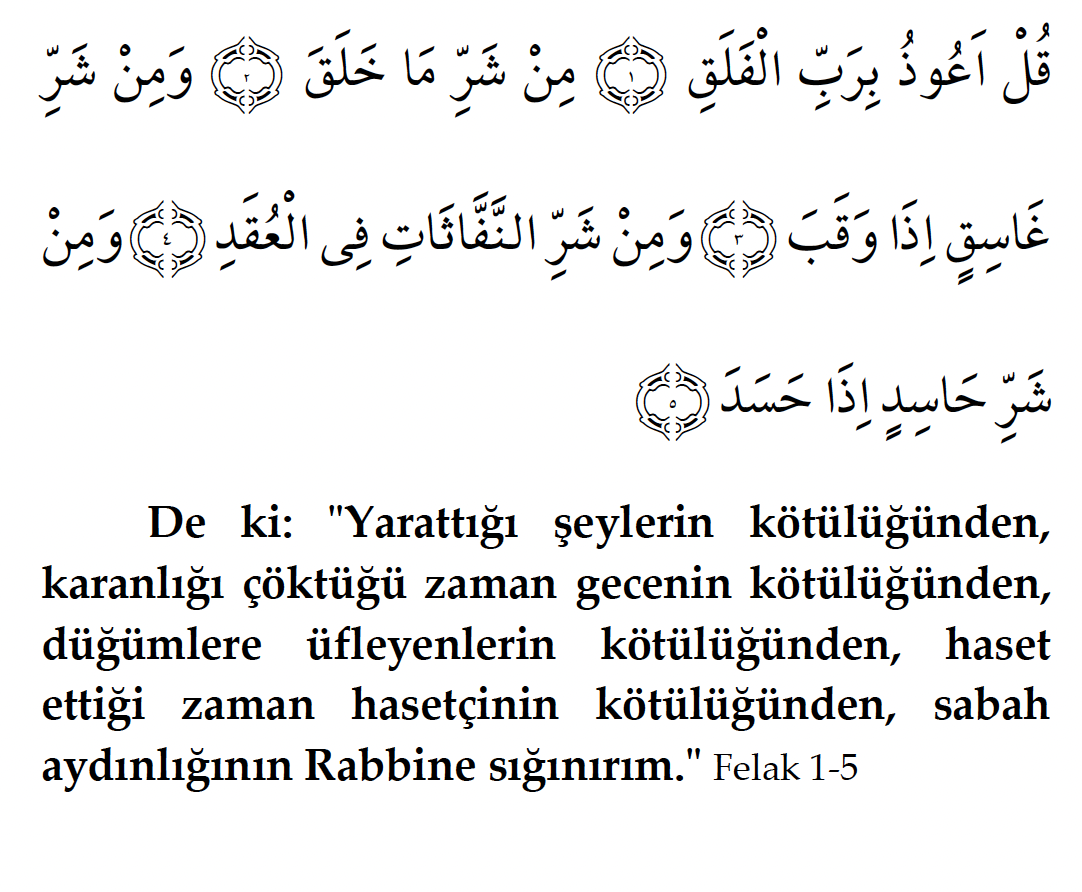 قُلْ اَعُوذُ بِرَبِّ الْفَلَقِ ﴿١﴾ مِنْ شَرِّ مَا خَلَقَ ﴿٢﴾ وَمِنْ شَرِّ
غَاسِقٍ اِذَا وَقَبَ ﴿٣﴾ وَمِنْ شَرِّ النَّفَّاثَاتِ فِى الْعُقَدِ ﴿٤﴾ وَمِنْ
شَرِّ حَاسِدٍ اِذَا حَسَدَ ﴿٥﴾
De ki: "Yarattığı şeylerin kötülüğünden,
karanlığı çöktüğü zaman gecenin kötülüğünden,
düğümlere üfleyenlerin kötülüğünden, haset
ettiği zaman hasetçinin kötülüğünden, sabah
aydınlığının Rabbine sığınırım." Felak 1-5